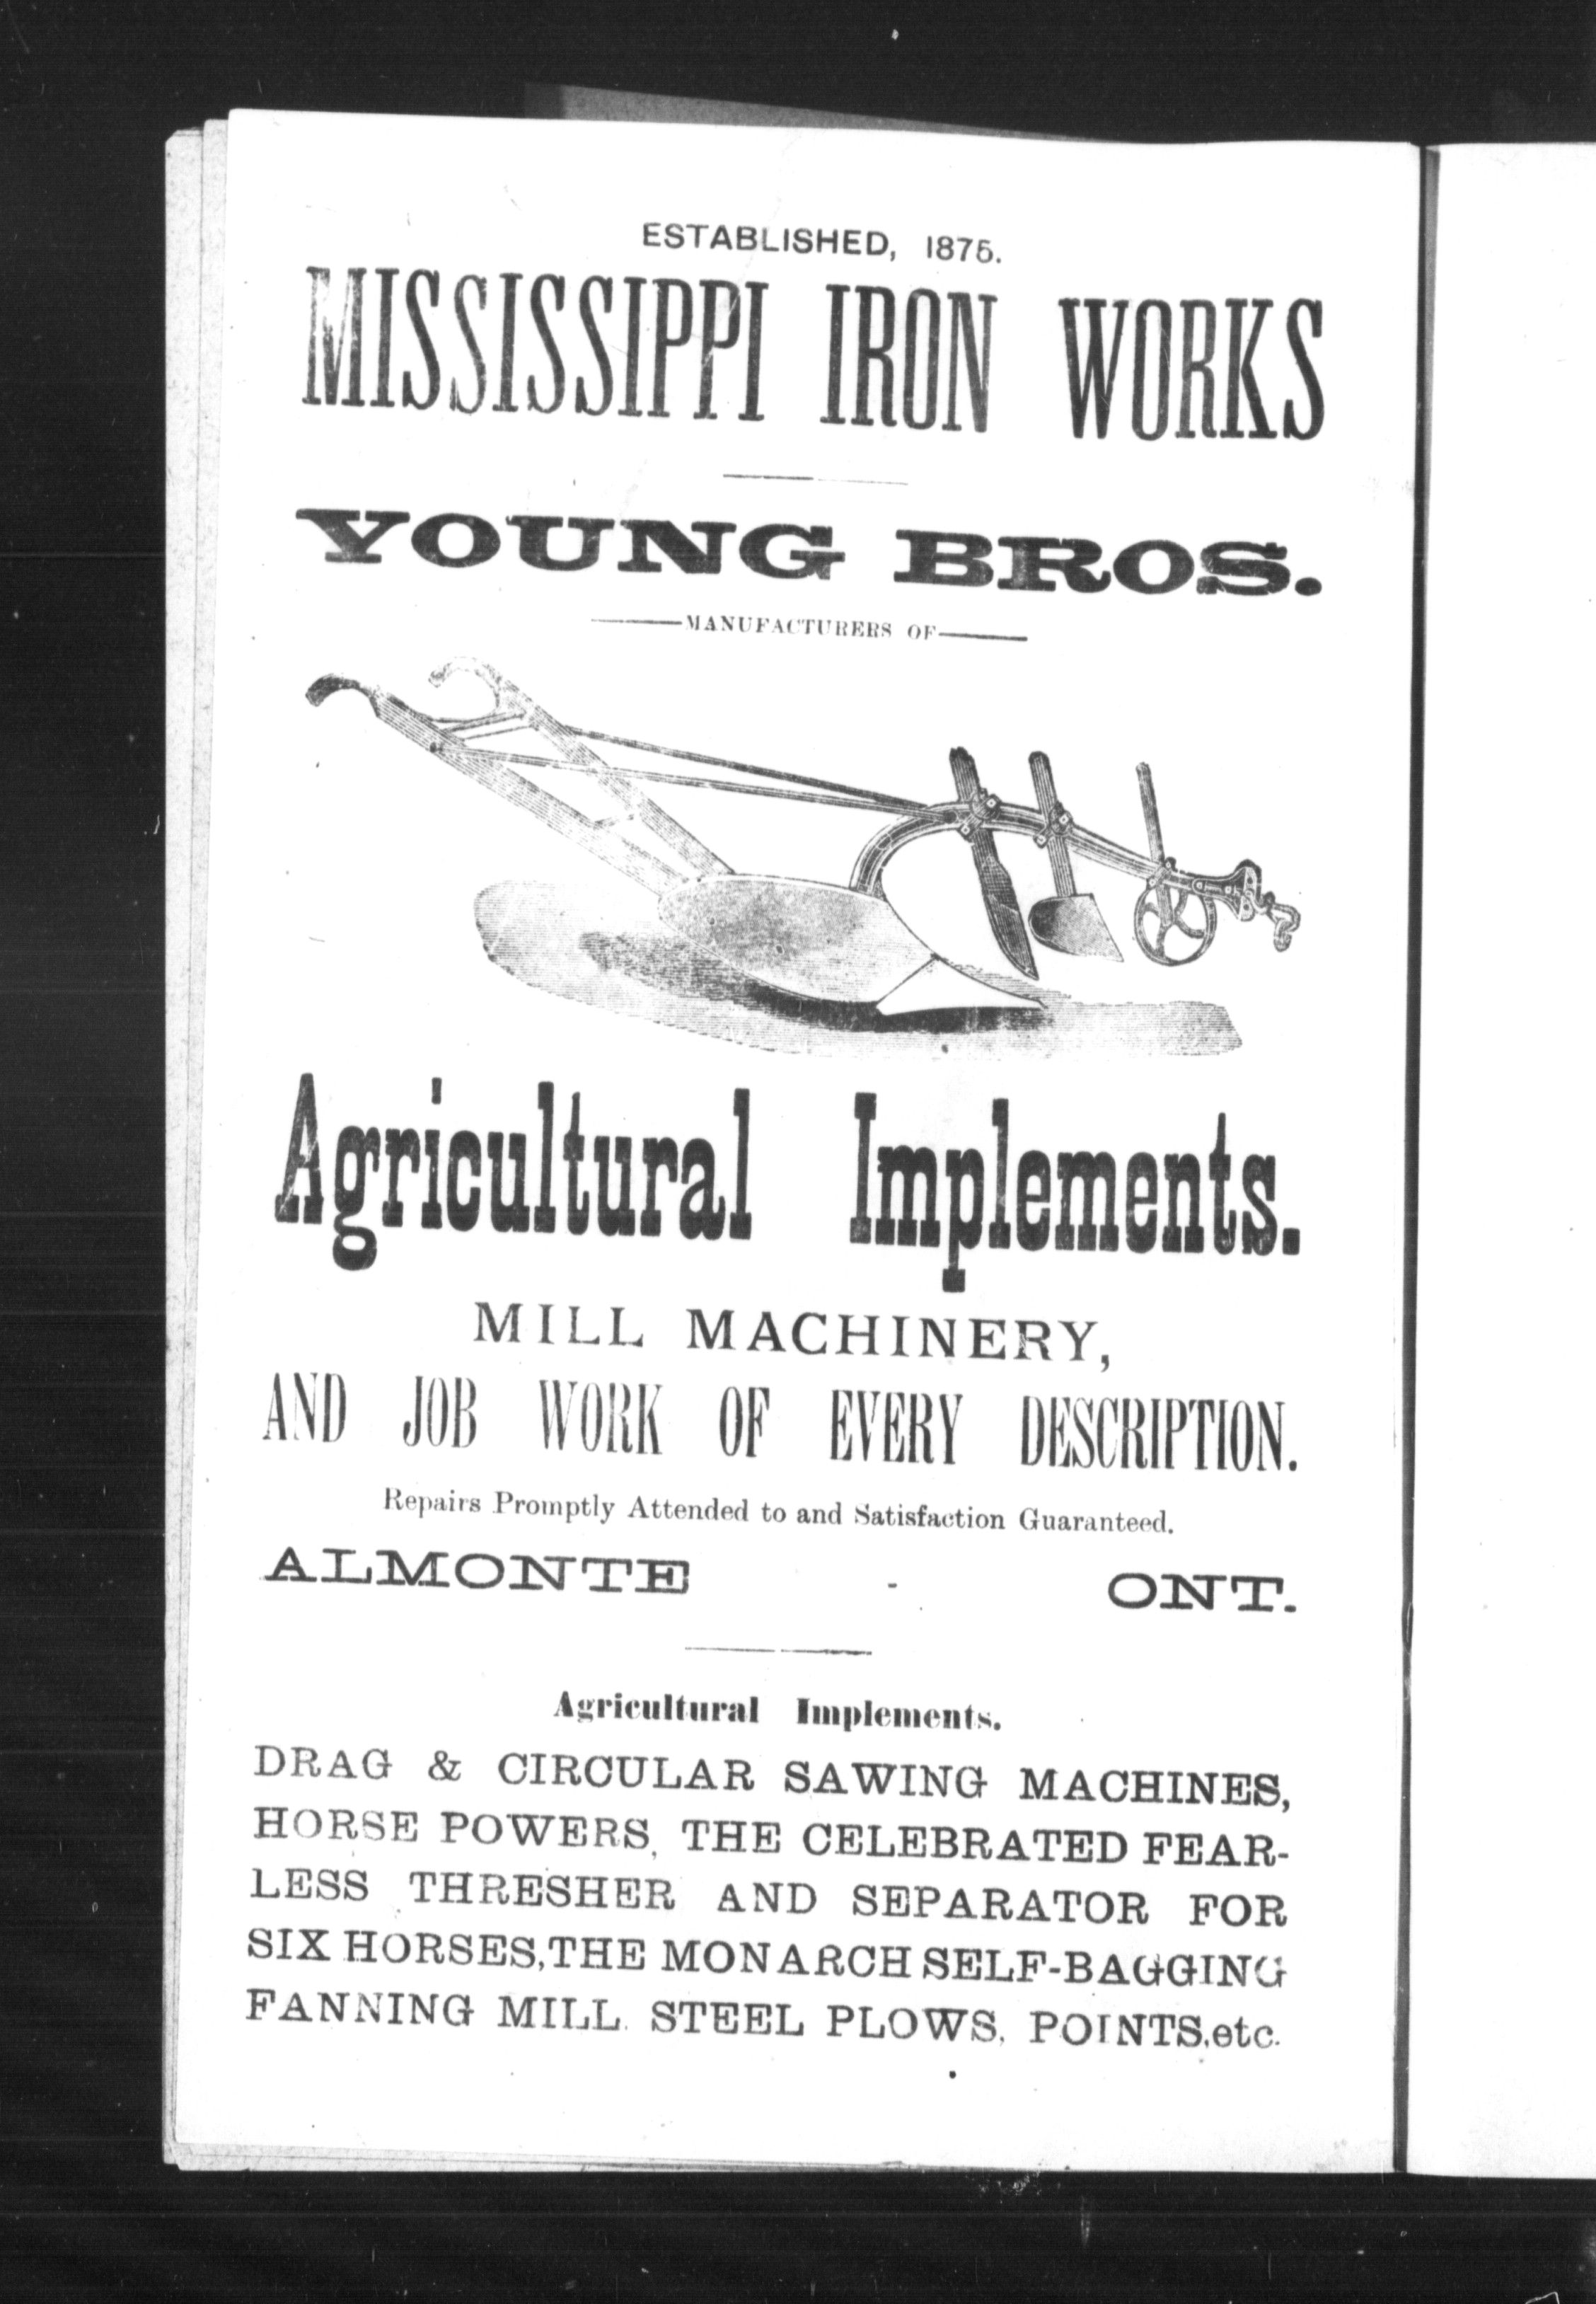 ESTABLISHED, 1875.
MISSISSIPPI IRON WORKS
YOUNG BROS.
MANUFACTURERS OF
Agricultural Implements.
MILL MACHINERY,
AND JOB WORK OF EVERY DESCRIPTION.
Repairs Promptly Attended to and Satisfaction Guaranteed.
ALMONTE - ONT.
Agricultural Implements.
DRAG & CIRCULAR SAWING MACHINES,
HORSE POWERS, THE CELEBRATED FEAR-
LESS THRESHER AND SEPARATOR FOR
SIX HORSES, THE MONARCH SELF-BAGGING
FANNING MILL. STEEL PLOWS, POINTS, etc.